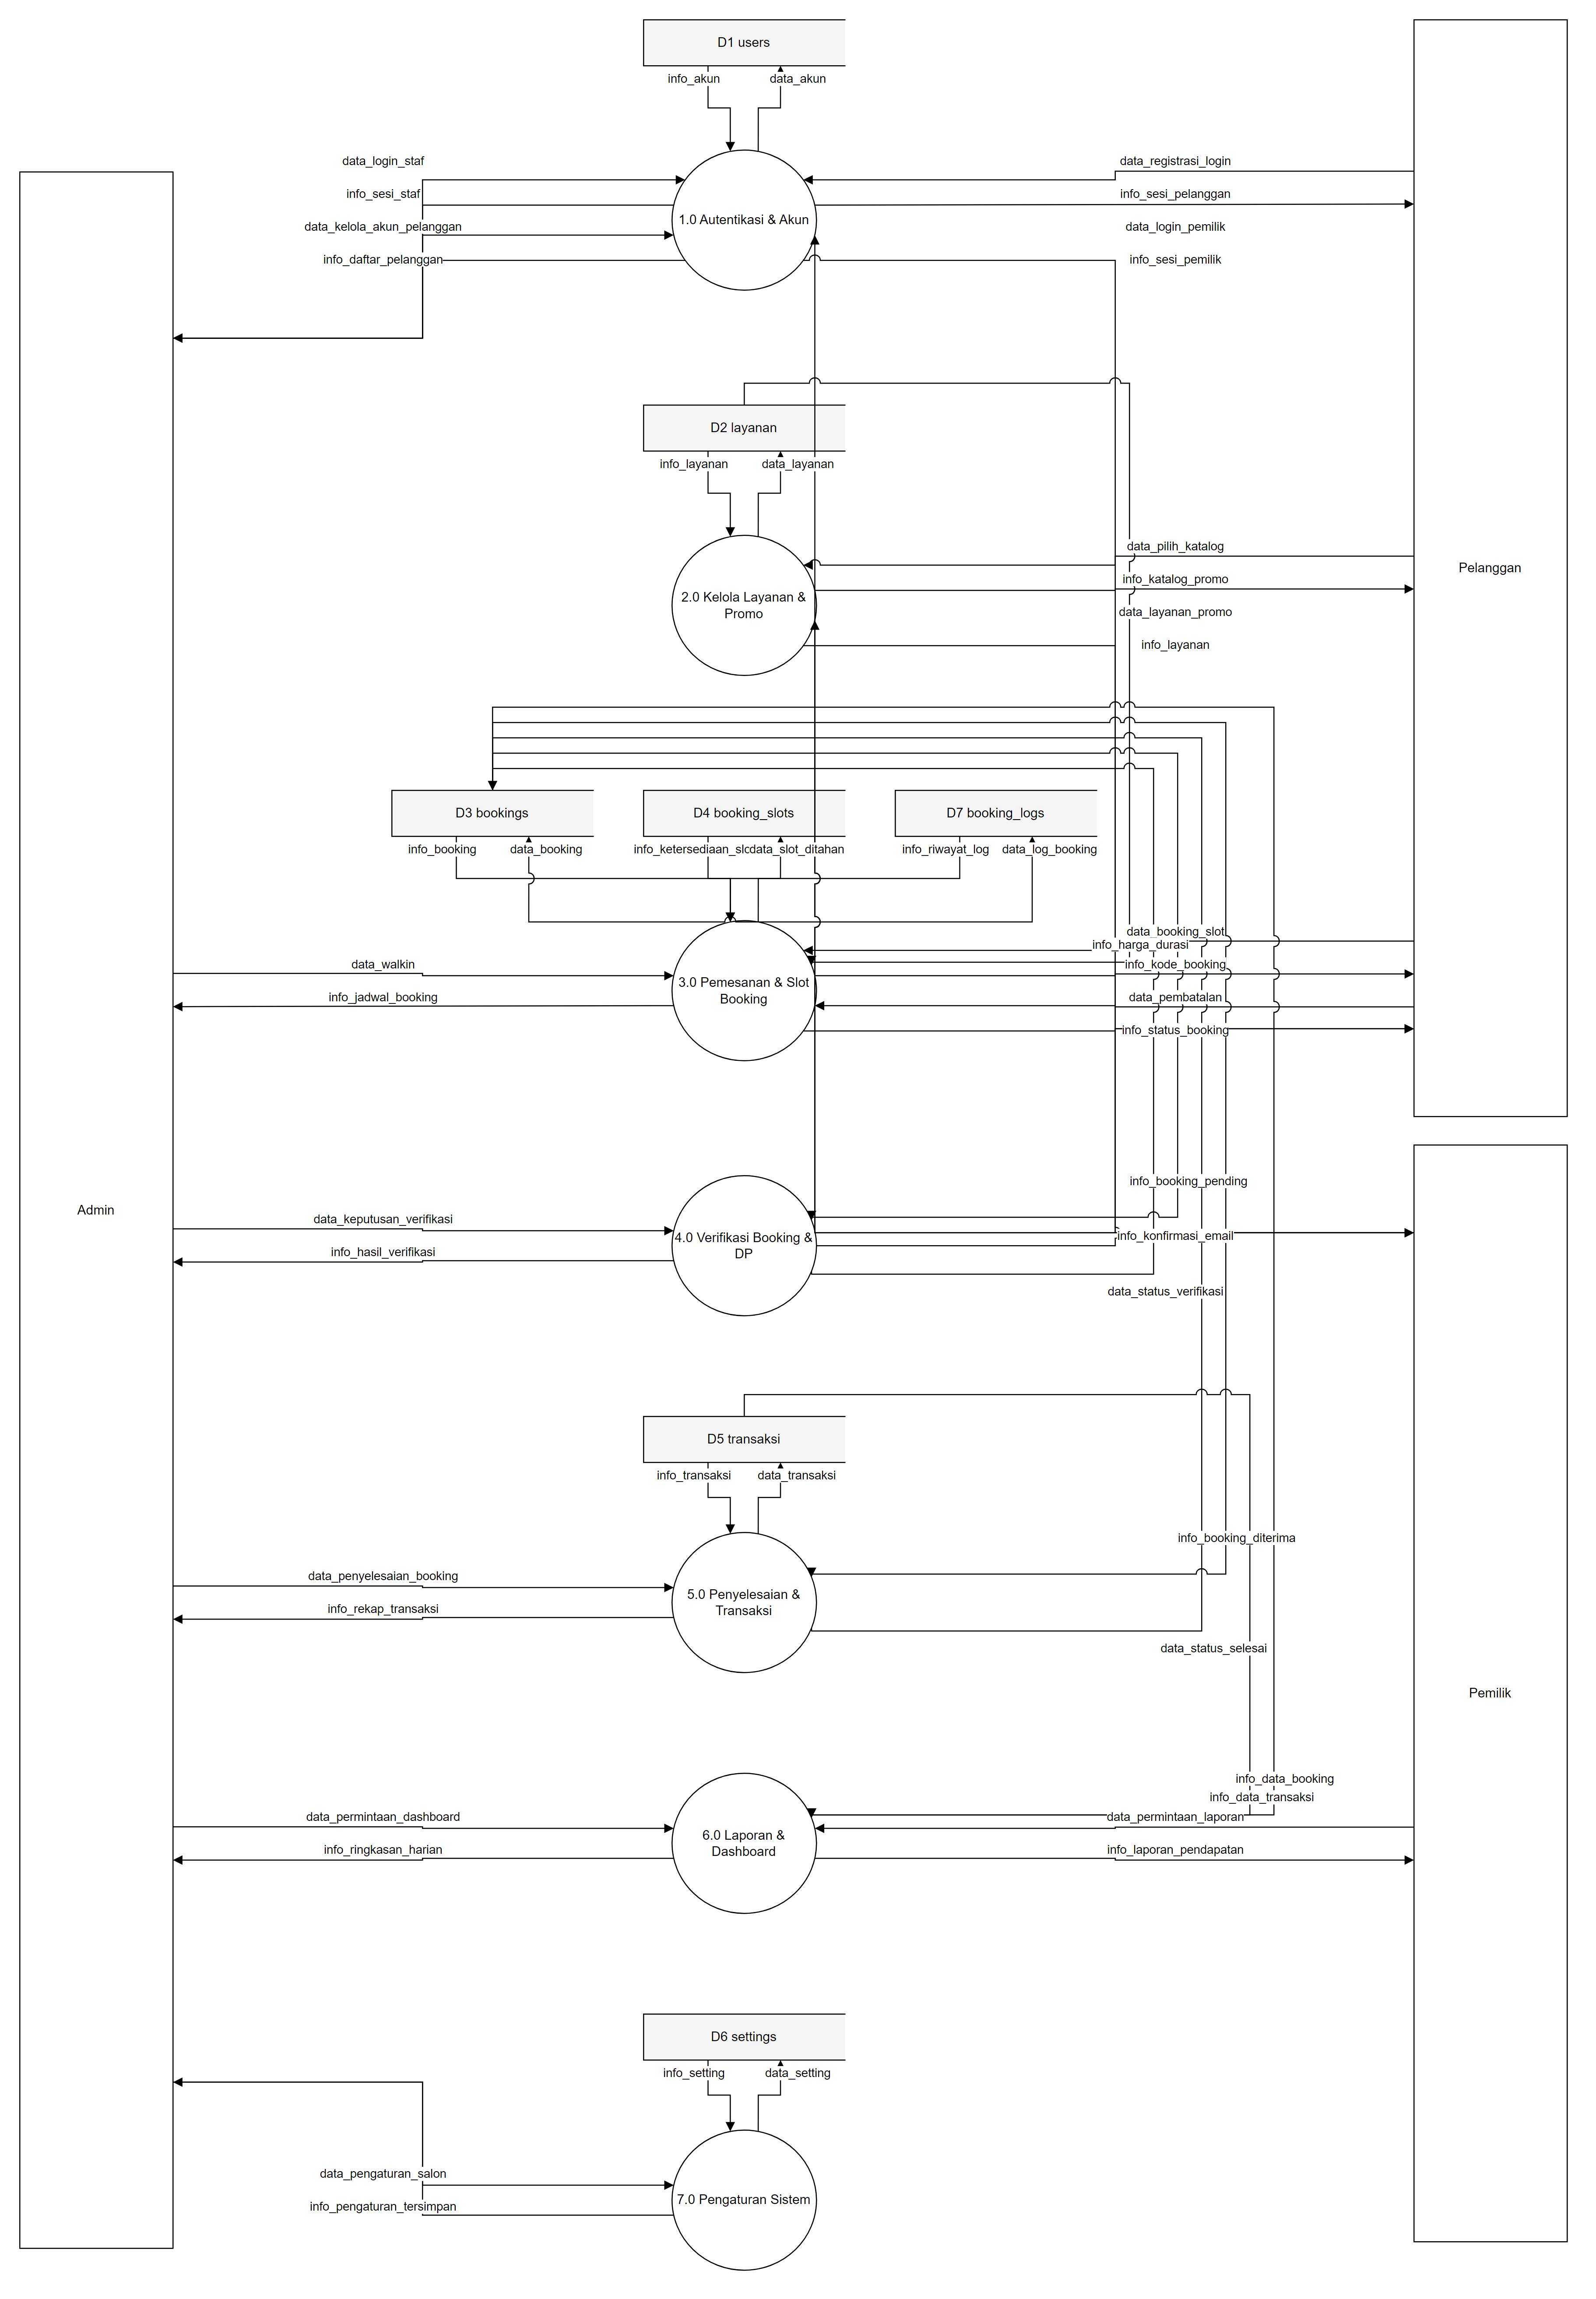 D1 users
info_akun
data_akun
data_login_staf
data_registrasi_login
info_sesi_staf
info_sesi_pelanggan
1.0 Autentikasi & Akun
data_kelola_akun_pelanggan
data_login_pemilik
info_daftar_pelanggan
info_sesi_pemilik
D2 layanan
info_layanan
data_layanan
data_pilih_katalog
Pelanggan
info_katalog_promo
2.0 Kelola Layanan &
Promo
data_layanan_promo
info_layanan
D3 bookings
D4 booking_slots
D7 booking_logs
info_booking
data_booking
info_ketersediaan_slo
data_slot_ditahan
info_riwayat_log
data_log_booking
data_booking_slot
info_harga_durasi
data_walkin
info_kode_booking
3.0 Pemesanan & Slot
Booking
info_jadwal_booking
data_pembatalan
info_status_booking
info_booking_pending
Admin
data_keputusan_verifikasi
4.0 Verifikasi Booking &
DP
info_konfirmasi_email
info_hasil_verifikasi
data_status_verifikasi
D5 transaksi
info_transaksi
data_transaksi
info_booking_diterima
data_penyelesaian_booking
5.0 Penyelesaian &
Transaksi
info_rekap_transaksi
data_status_selesai
Pemilik
info_data_booking
info_data_transaksi
data_permintaan_dashboard
data_permintaan_laporan
6.0 Laporan &
Dashboard
info_ringkasan_harian
info_laporan_pendapatan
D6 settings
info_setting
data_setting
data_pengaturan_salon
7.0 Pengaturan Sistem
info_pengaturan_tersimpan